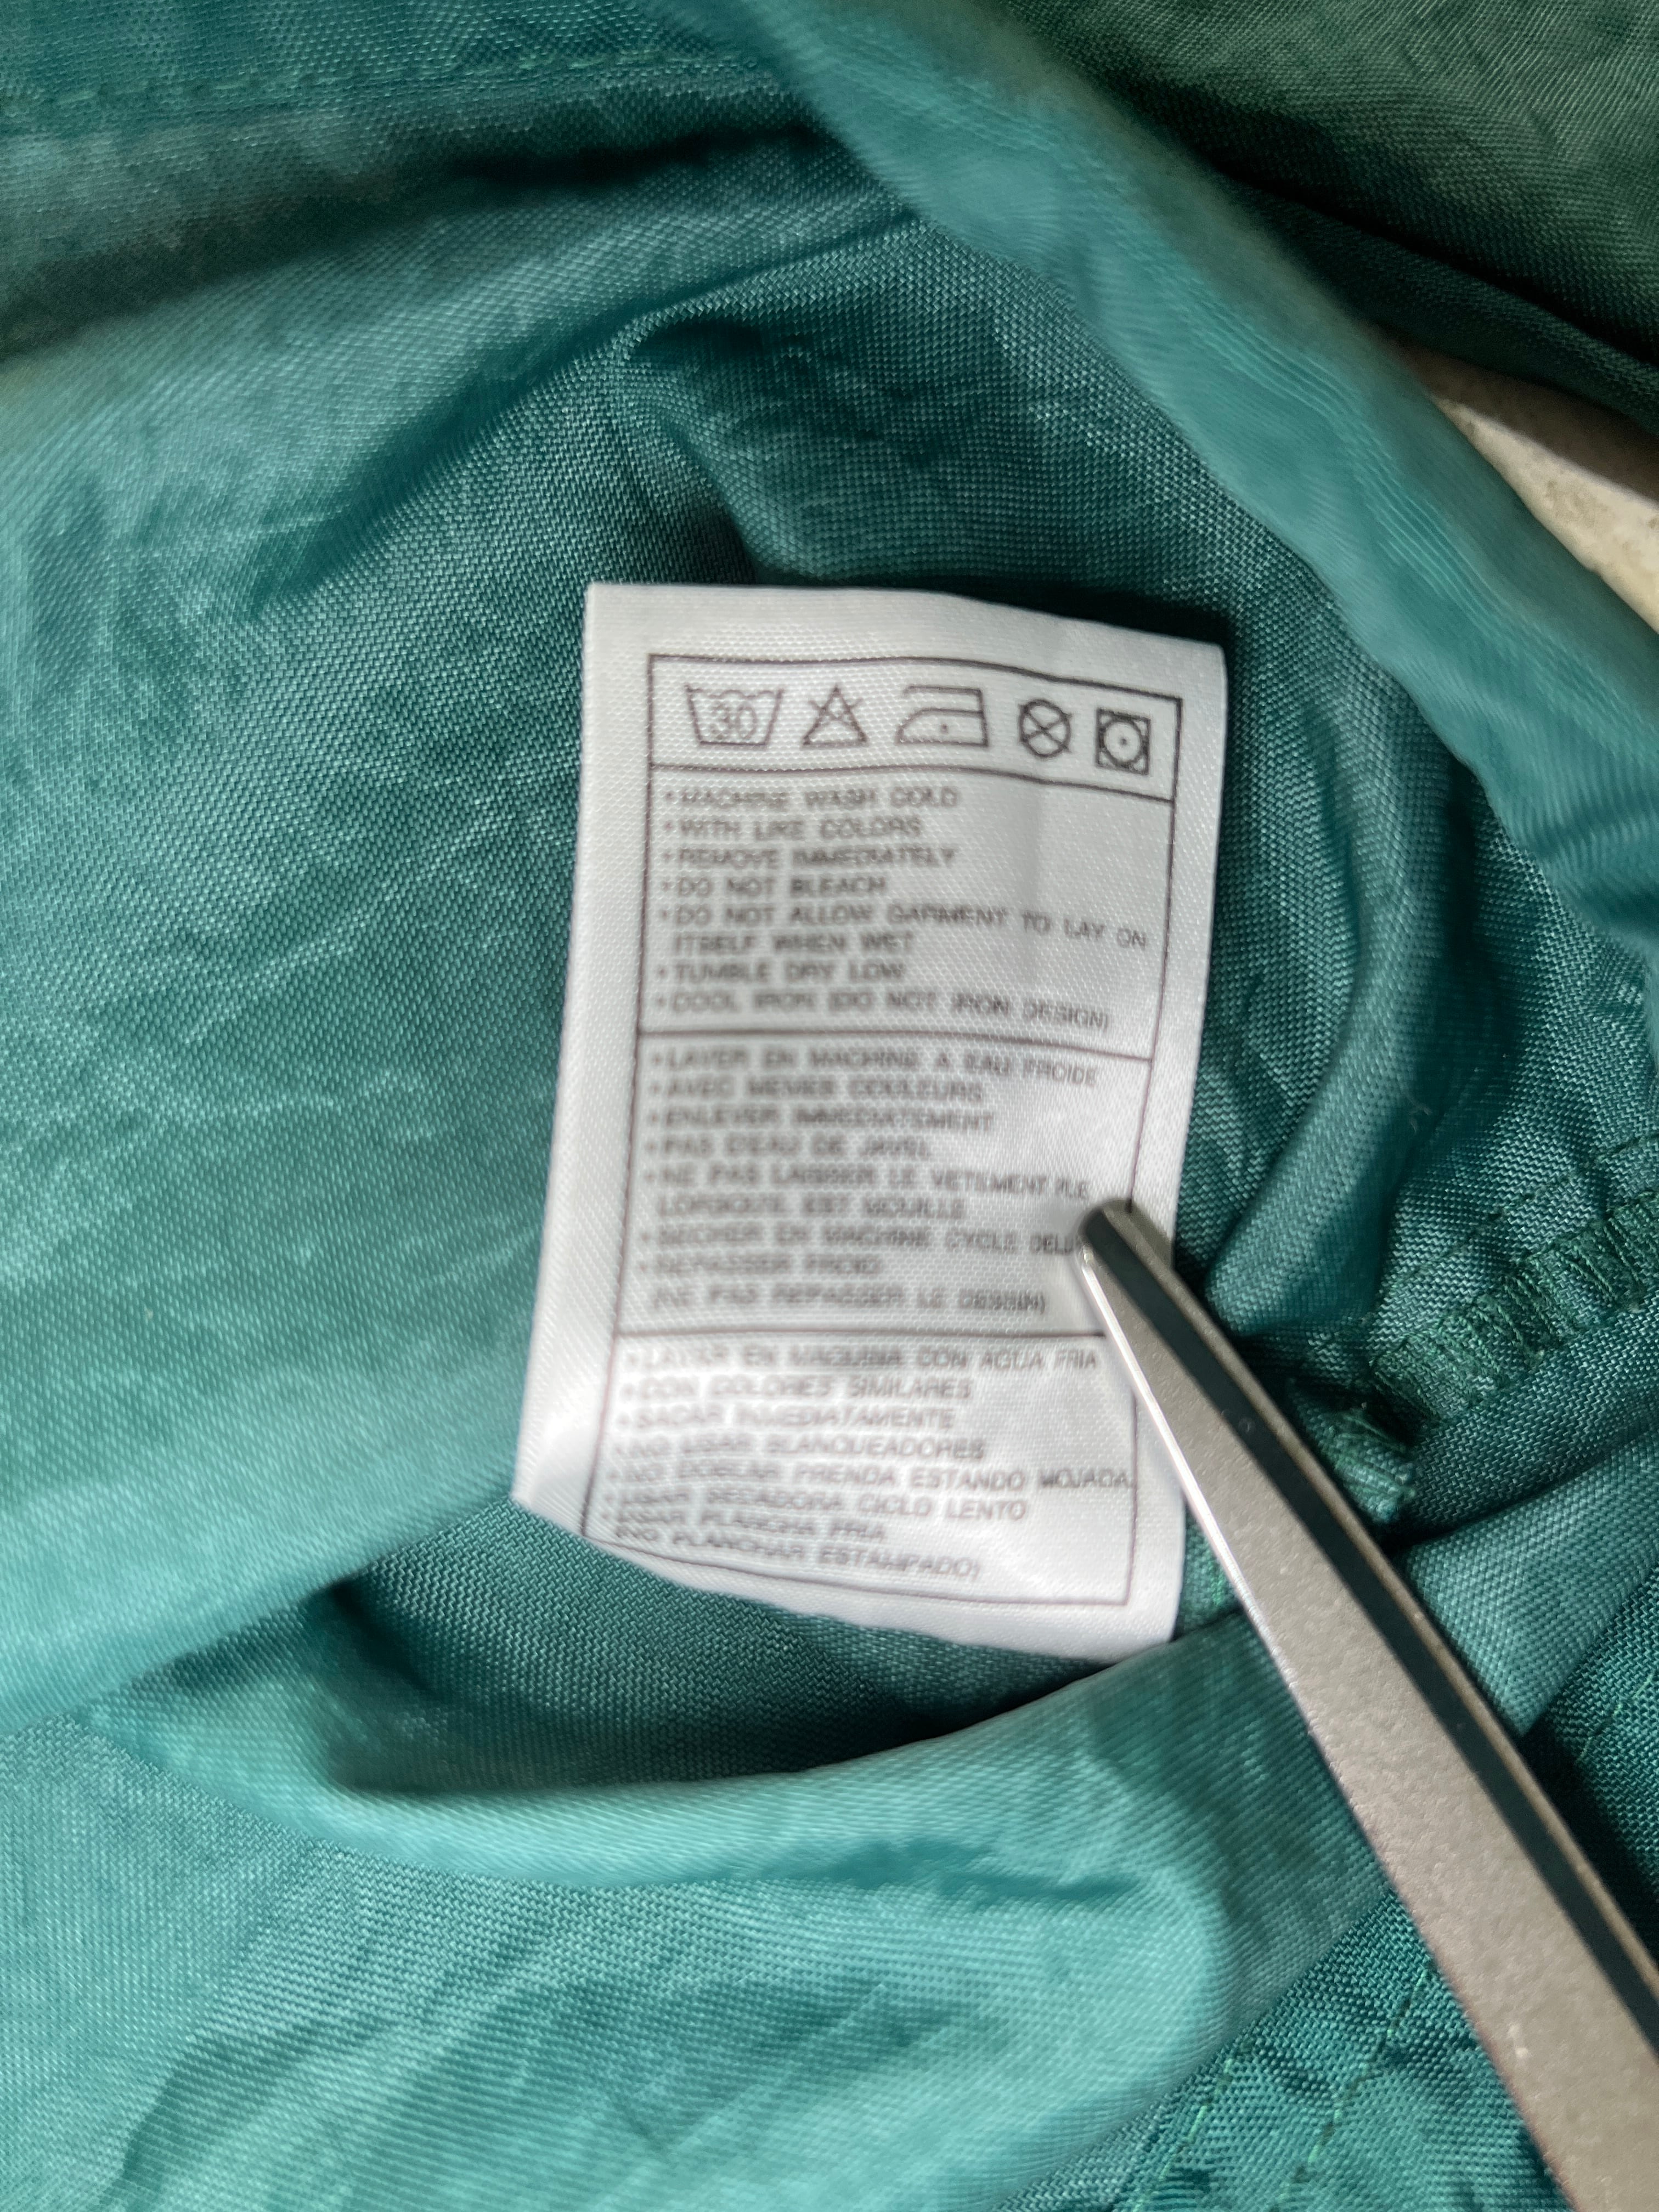 30
•MACHINE WASH COLD
•WITH LIKE COLORS
•REMOVE IMMEDIATELY
•DO NOT BLEACH
•DO NOT ALLOW GARMENT TO LAY ON
ITSELF WHEN WET
•TUMBLE DRY LOW
•COOL IRON (DO NOT IRON DESIGN)
•LAVER EN MACHINE A EAU FROIDE
•AVEC MEMES COULEURS
•ENLEVER IMMEDIATEMENT
•PAS D'EAU DE JAVEL
•NE PAS LAISSER LE VETEMENT PLIE
LORSQU'IL EST MOUILLE
•SECHER EN MACHINE CYCLE
•REPASSER FROID
(NE PAS REPASSER LE DESSIN)
•LAVAR EN MAQUINA CON AGUA FRIA
•CON COLORES SIMILARES
•SACAR INMEDIATAMENTE
•NO USAR BLANQUEADORES
•NO DOBLAR PRENDA ESTANDO MOJADA
•USAR SECADORA CICLO LENTO
•USAR PLANCHA FRIA
(NO PLANCHAR ESTAMPADO)